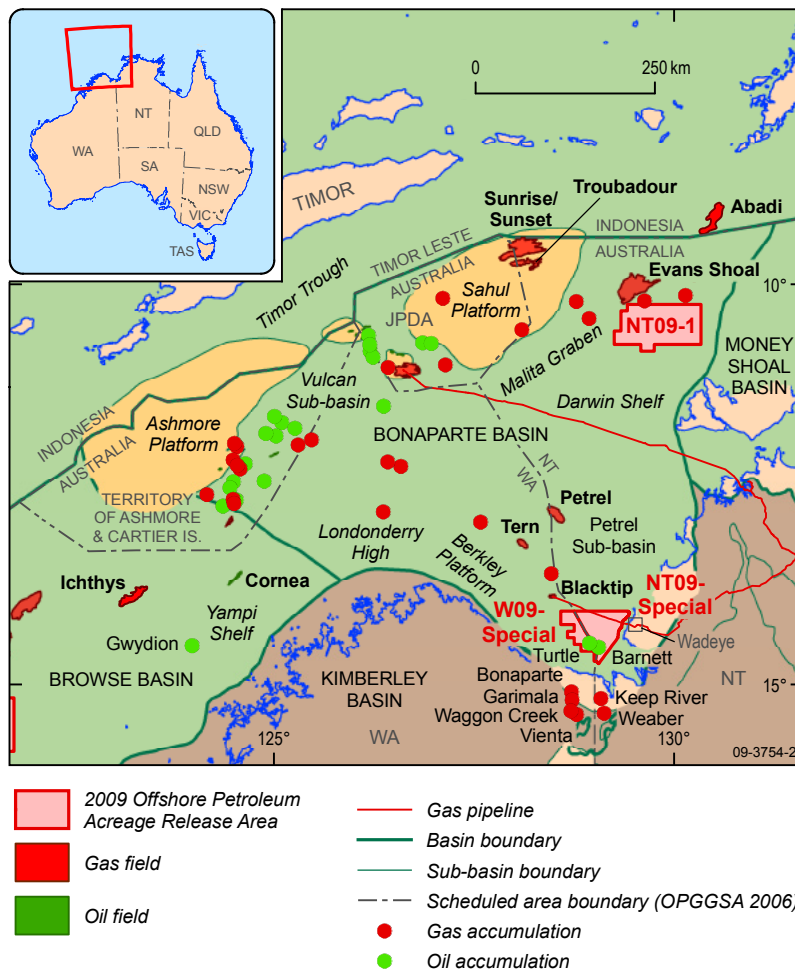 NT
QLD
WA
SA
NSW
VIC
TAS
0
250 km
TIMOR
Troubadour
Sunrise/
Sunset
Abadi
INDONESIA
AUSTRALIA
TIMOR LESTE
AUSTRALIA
Evans Shoal
10°
Timor Trough
Sahul
Platform
JPDA
NT09-1
Malita Graben
MONEY
SHOAL
BASIN
Vulcan
Sub-basin
Darwin Shelf
INDONESIA
AUSTRALIA
Ashmore
Platform
BONAPARTE BASIN
NT
WA
TERRITORY
OF ASHMORE
& CARTIER IS.
Petrel
Petrel
Sub-basin
Tern
Londonderry
High
Berkley
Platform
Ichthys
Cornea
Blacktip
NT09-
Special
W09-
Special
Yampi
Shelf
Gwydion
Wadeye
Turtle
Barnett
BROWSE BASIN
KIMBERLEY
BASIN
Bonaparte
Garimala
Waggon Creek
Vienta
Keep River
Weaber
NT
15°
WA
125°
130°
09-3754-2
2009 Offshore Petroleum
Acreage Release Area
Gas field
Oil field
Gas pipeline
Basin boundary
Sub-basin boundary
Scheduled area boundary (OPGGSA 2006)
Gas accumulation
Oil accumulation